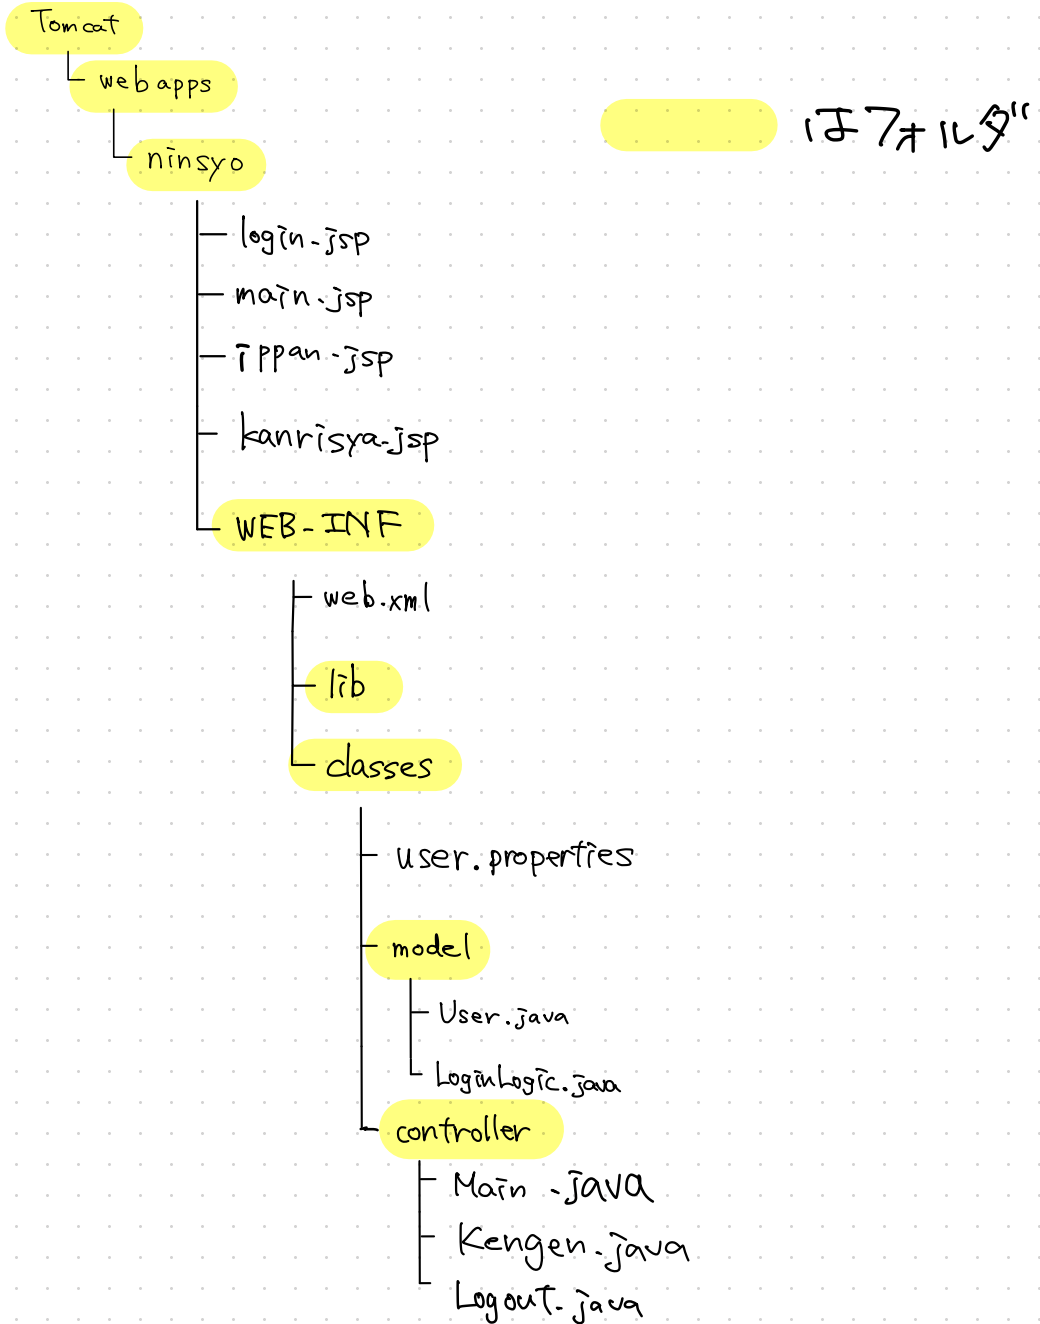 Tomcat
webapps
はフォルダ
ninsyo
login.jsp
main.jsp
ippan.jsp
kanrisya.jsp
WEB-INF
web.xml
lib
classes
user.properties
model
User.java
LoginLogic.java
controller
Main.java
Kengen.java
Logout.java